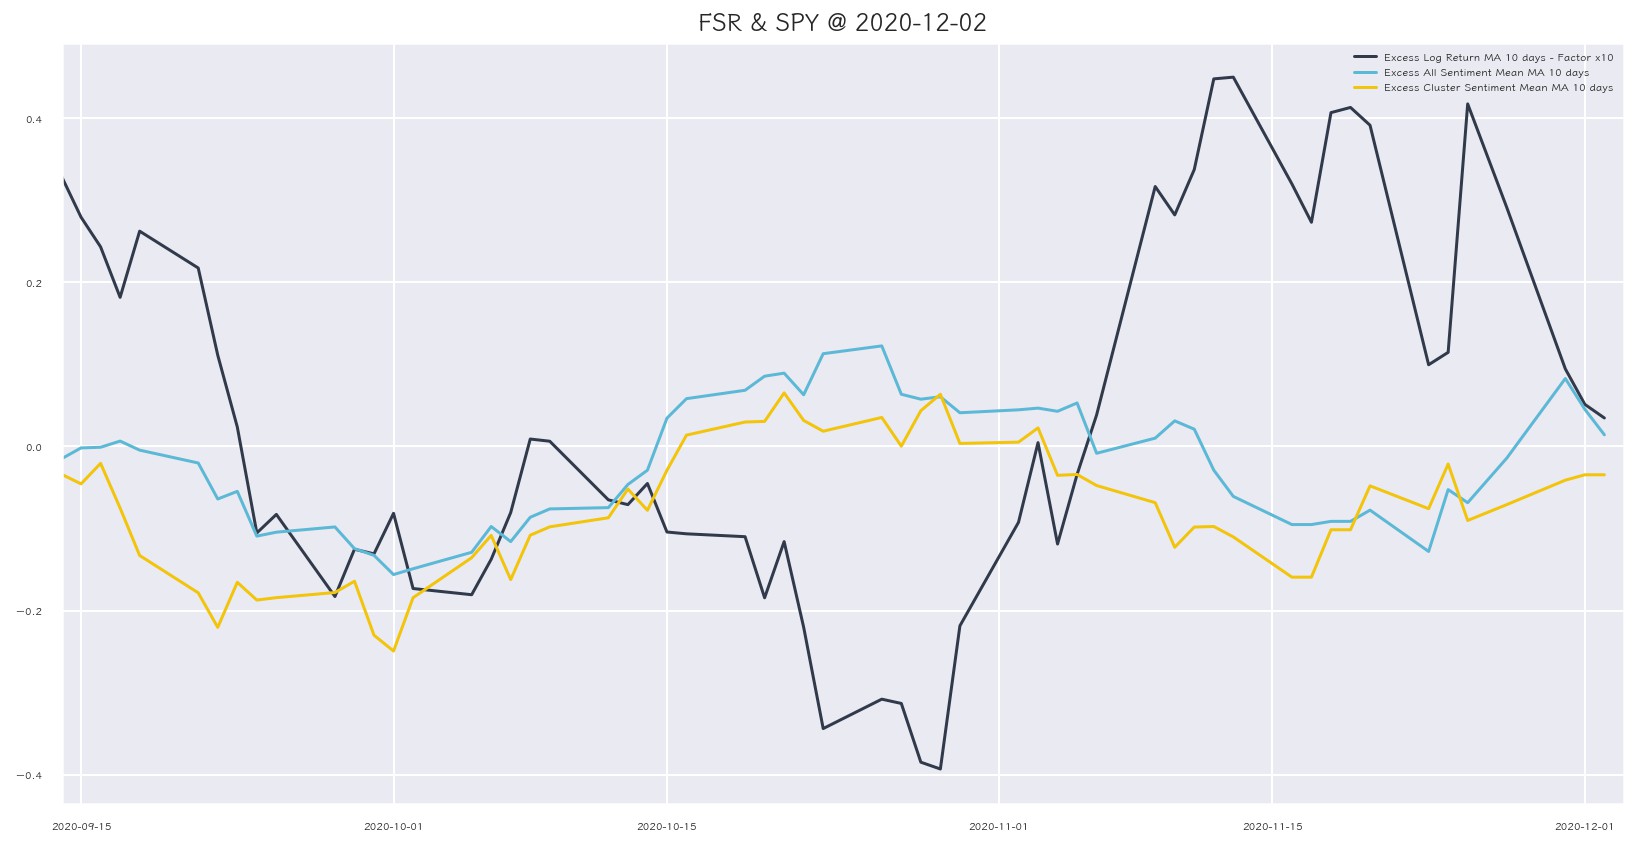 FSR & SPY @ 2020-12-02
Excess Log Return MA 10 days - Factor x10
Excess All Sentiment Mean MA 10 days
Excess Cluster Sentiment Mean MA 10 days
0.4
0.2
0.0
−0.2
−0.4
2020-09-15 2020-10-01 2020-10-15 2020-11-01 2020-11-15 2020-12-01